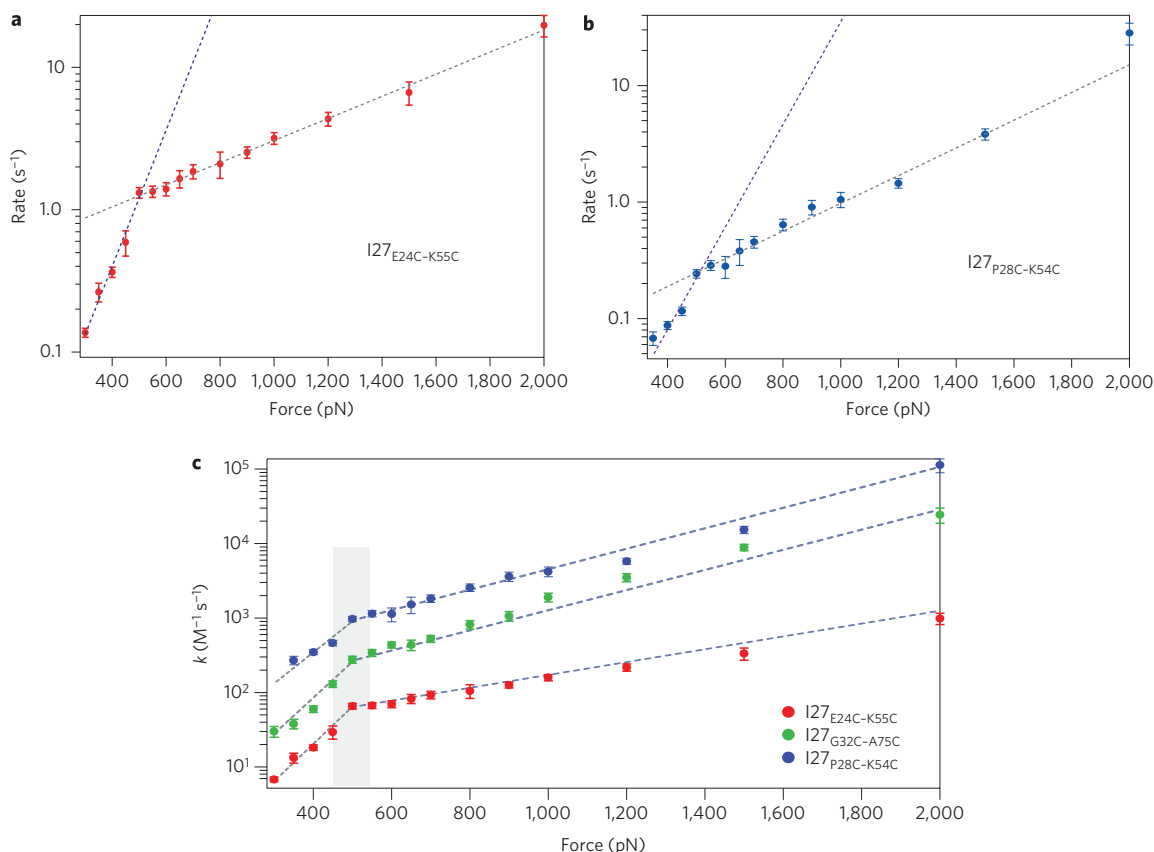 a
10
1.0
0.1
Rate (s⁻¹)
I27E24C–K55C
400 600 800 1,000 1,200 1,400 1,600 1,800 2,000
Force (pN)
b
10
1.0
0.1
Rate (s⁻¹)
I27P28C–K54C
400 600 800 1,000 1,200 1,400 1,600 1,800 2,000
Force (pN)
c
10⁵
10⁴
10³
10²
10¹
k (M⁻¹ s⁻¹)
I27E24C–K55C
I27G32C–A75C
I27P28C–K54C
400 600 800 1,000 1,200 1,400 1,600 1,800 2,000
Force (pN)